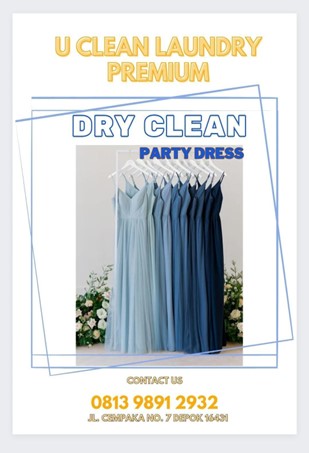 U CLEAN LAUNDRY
PREMIUM
DRY CLEAN
PARTY DRESS
CONTACT US
0813 9891 2932
JL. CEMPAKA NO. 7 DEPOK 16431